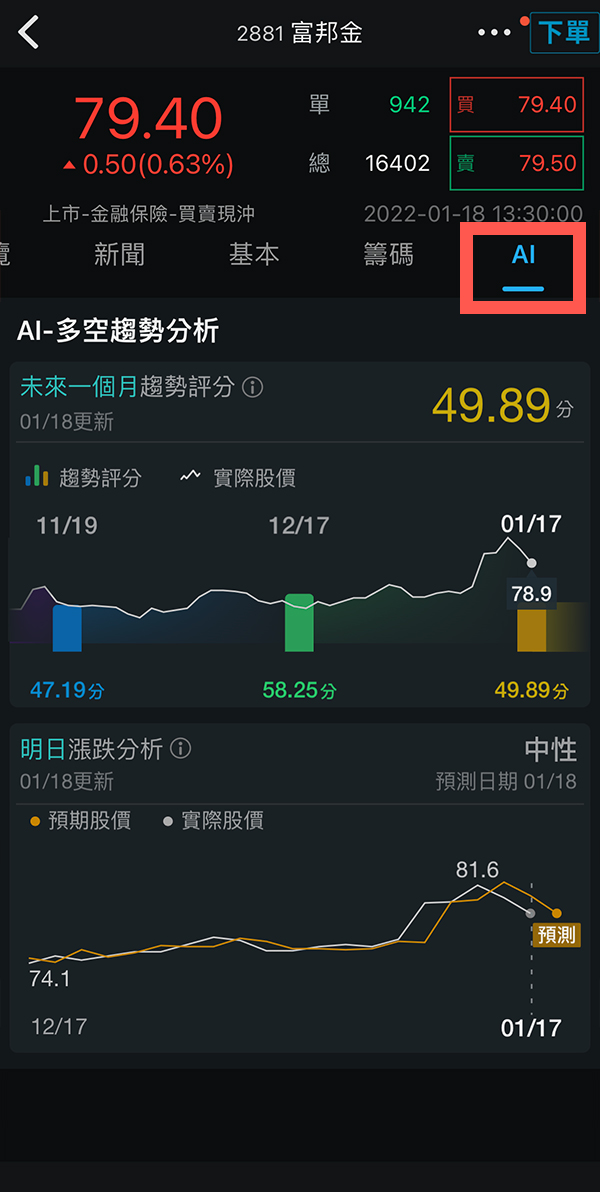 2881 富邦金
下單
79.40
0.50(0.63%)
單 942 買 79.40
總 16402 賣 79.50
上市-金融保險-買賣現沖 2022-01-18 13:30:00
新聞 基本 籌碼 AI
AI-多空趨勢分析
未來一個月趨勢評分
01/18更新
49.89分
趨勢評分 實際股價
11/19 12/17 01/17
78.9
47.19分 58.25分 49.89分
明日漲跌分析 中性
01/18更新 預測日期 01/18
預期股價 實際股價
81.6
預測
74.1
12/17 01/17